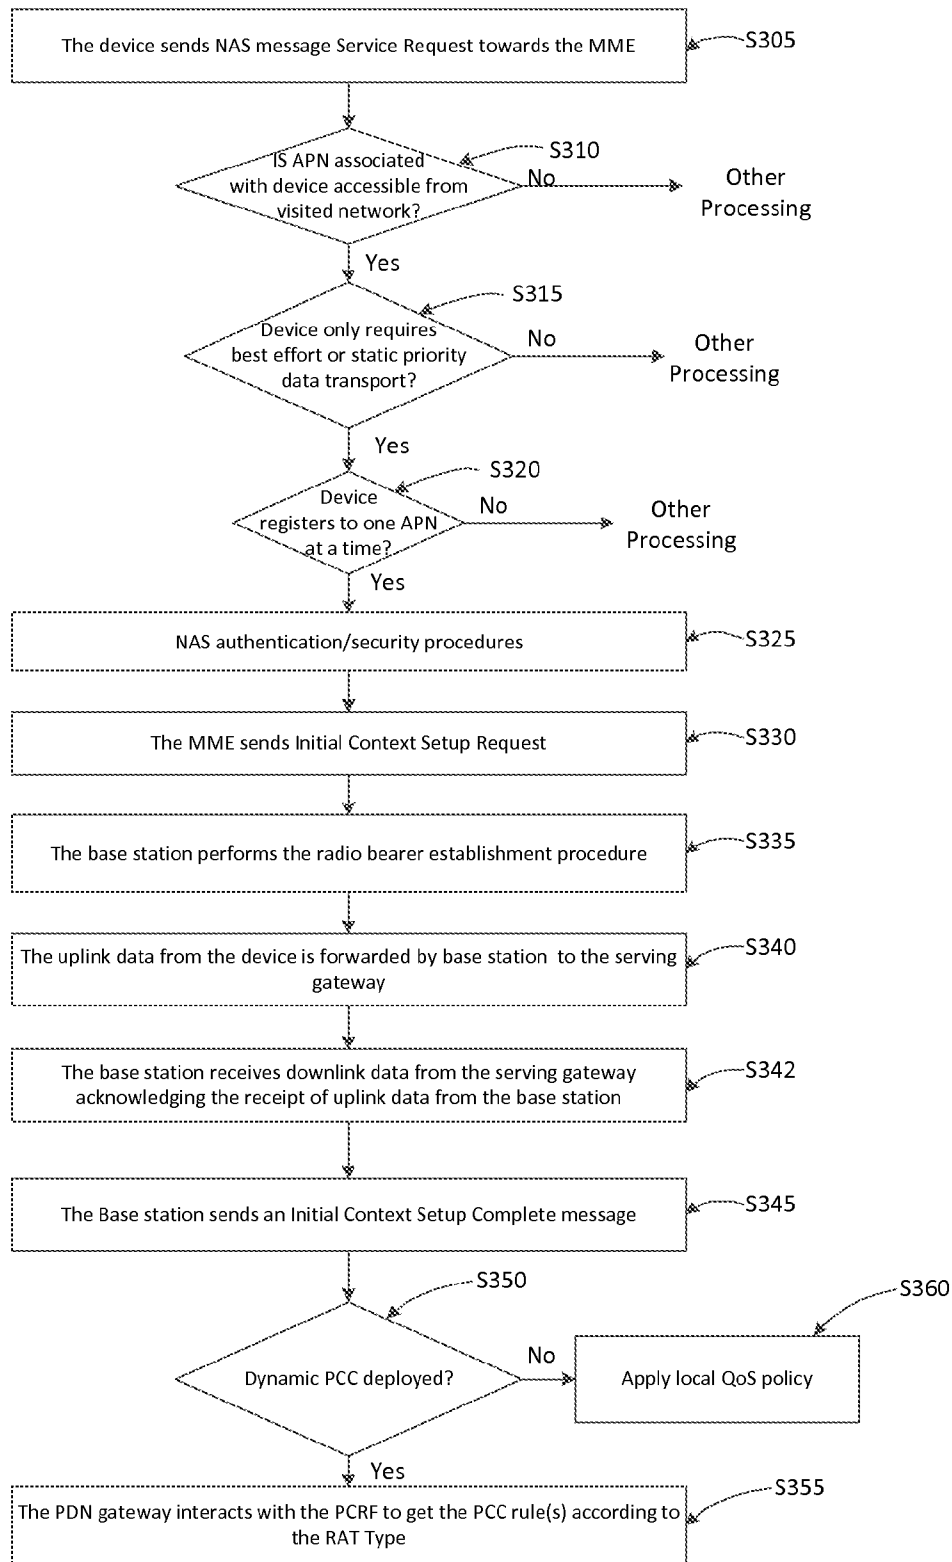 The device sends NAS message Service Request towards the MME
S305
IS APN associated
with device accessible from
visited network?
S310
No
Other
Processing
Yes
S315
Device only requires
best effort or static priority
data transport?
No
Other
Processing
Yes
S320
Device
registers to one APN
at a time?
No
Other
Processing
Yes
NAS authentication/security procedures
S325
The MME sends Initial Context Setup Request
S330
The base station performs the radio bearer establishment procedure
S335
The uplink data from the device is forwarded by base station to the serving
gateway
S340
The base station receives downlink data from the serving gateway
acknowledging the receipt of uplink data from the base station
S342
The Base station sends an Initial Context Setup Complete message
S345
S350
Dynamic PCC deployed?
No
S360
Apply local QoS policy
Yes
The PDN gateway interacts with the PCRF to get the PCC rule(s) according to
the RAT Type
S355